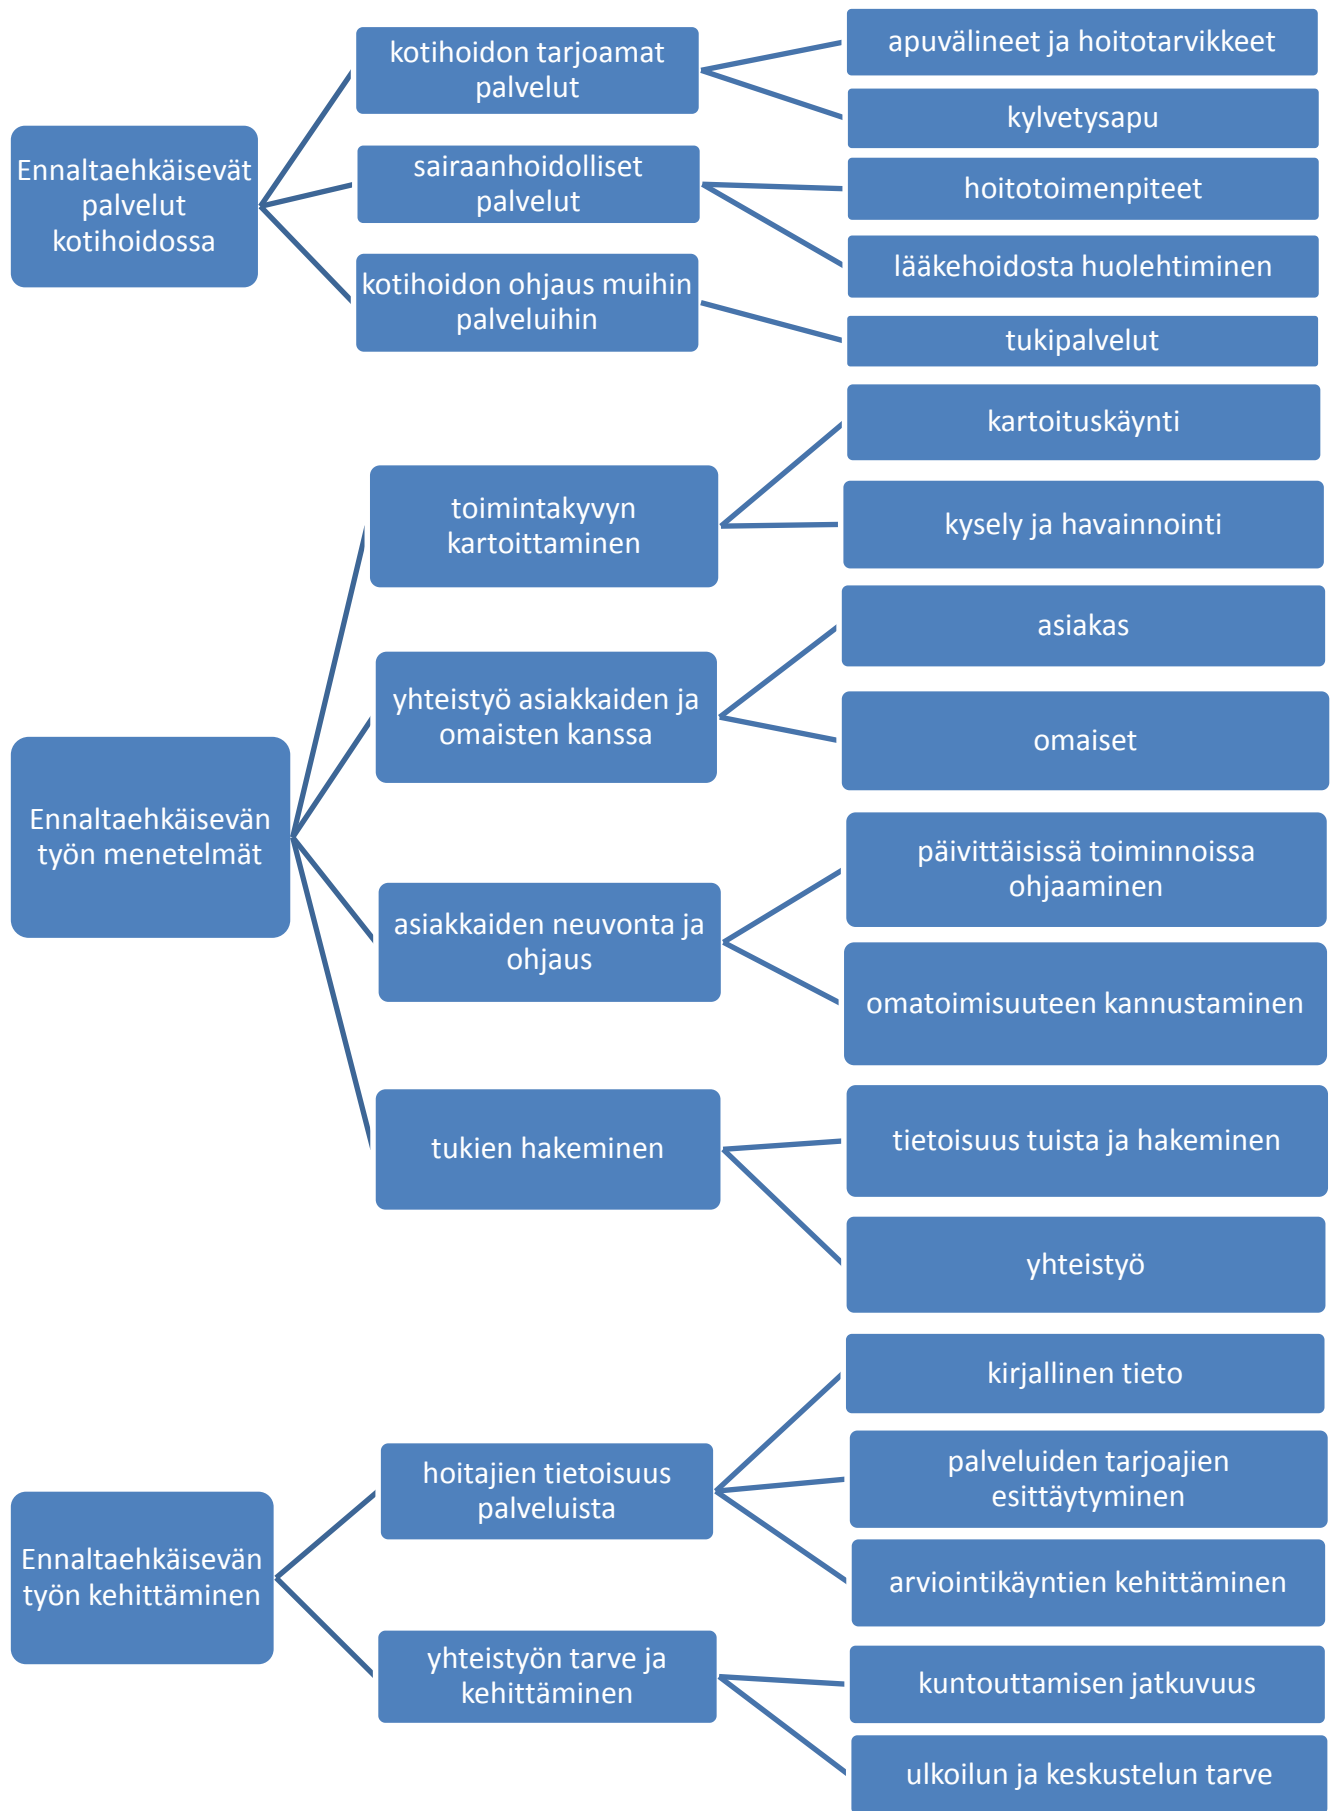 Ennaltaehkäisevät
palvelut
kotihoidossa
kotihoidon tarjoamat
palvelut
apuvälineet ja hoitotarvikkeet
kylvetysapu
sairaanhoidolliset
palvelut
hoitotoimenpiteet
lääkehoidosta huolehtiminen
kotihoidon ohjaus muihin
palveluihin
tukipalvelut
Ennaltaehkäisevän
työn menetelmät
toimintakyvyn
kartoittaminen
kartoituskäynti
kysely ja havainnointi
yhteistyö asiakkaiden ja
omaisten kanssa
asiakas
omaiset
asiakkaiden neuvonta ja
ohjaus
päivittäisissä toiminnoissa
ohjaaminen
omatoimisuuteen kannustaminen
tukien hakeminen
tietoisuus tuista ja hakeminen
yhteistyö
Ennaltaehkäisevän
työn kehittäminen
hoitajien tietoisuus
palveluista
kirjallinen tieto
palveluiden tarjoajien
esittäytyminen
arviointikäyntien kehittäminen
yhteistyön tarve ja
kehittäminen
kuntouttamisen jatkuvuus
ulkoilun ja keskustelun tarve